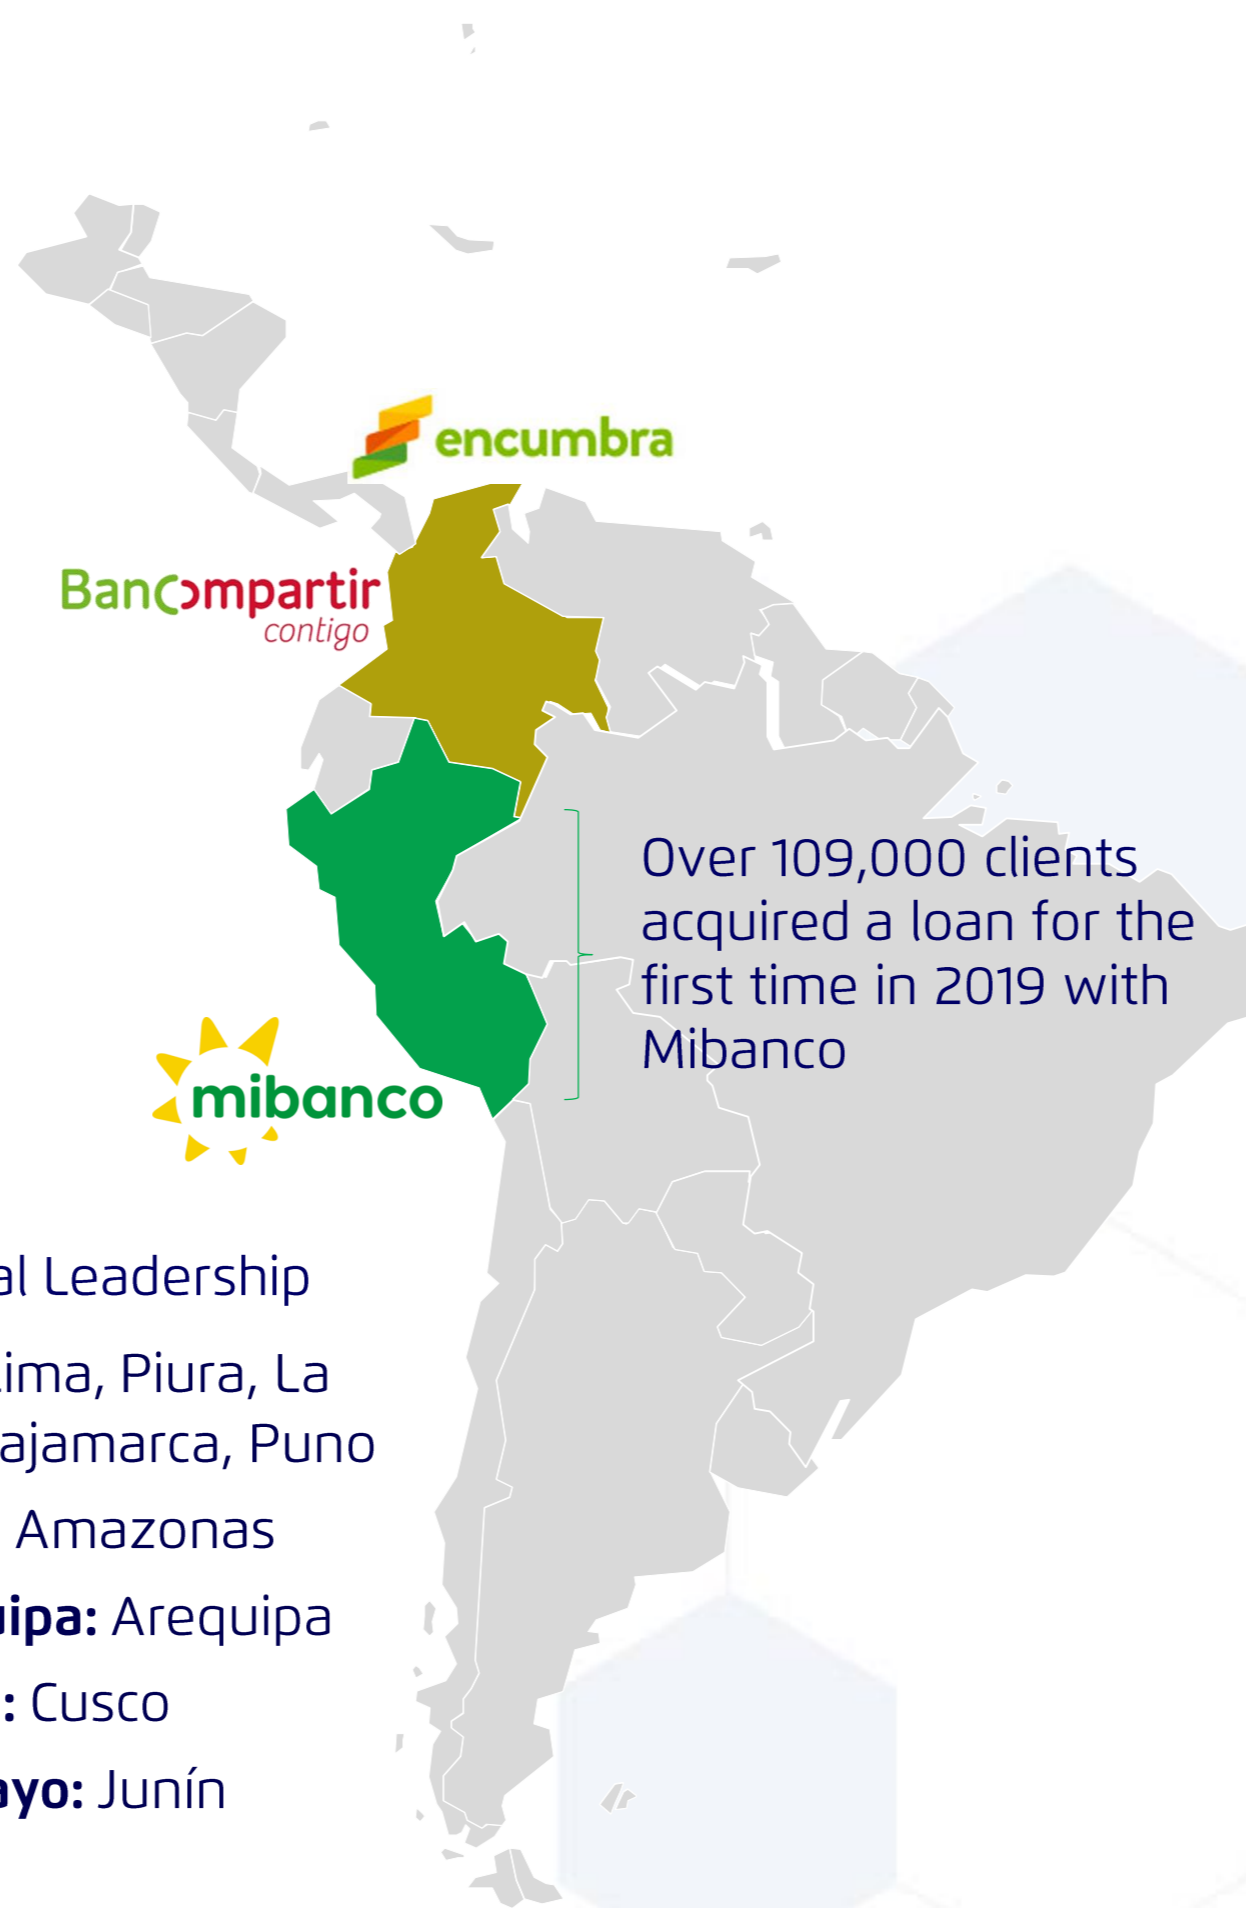 encumbra
BanCompartir
contigo
Over 109,000 clients
acquired a loan for the
first time in 2019 with
Mibanco
mibanco
al Leadership
ima, Piura, La
ajamarca, Puno
Amazonas
uipa: Arequipa
: Cusco
ayo: Junín